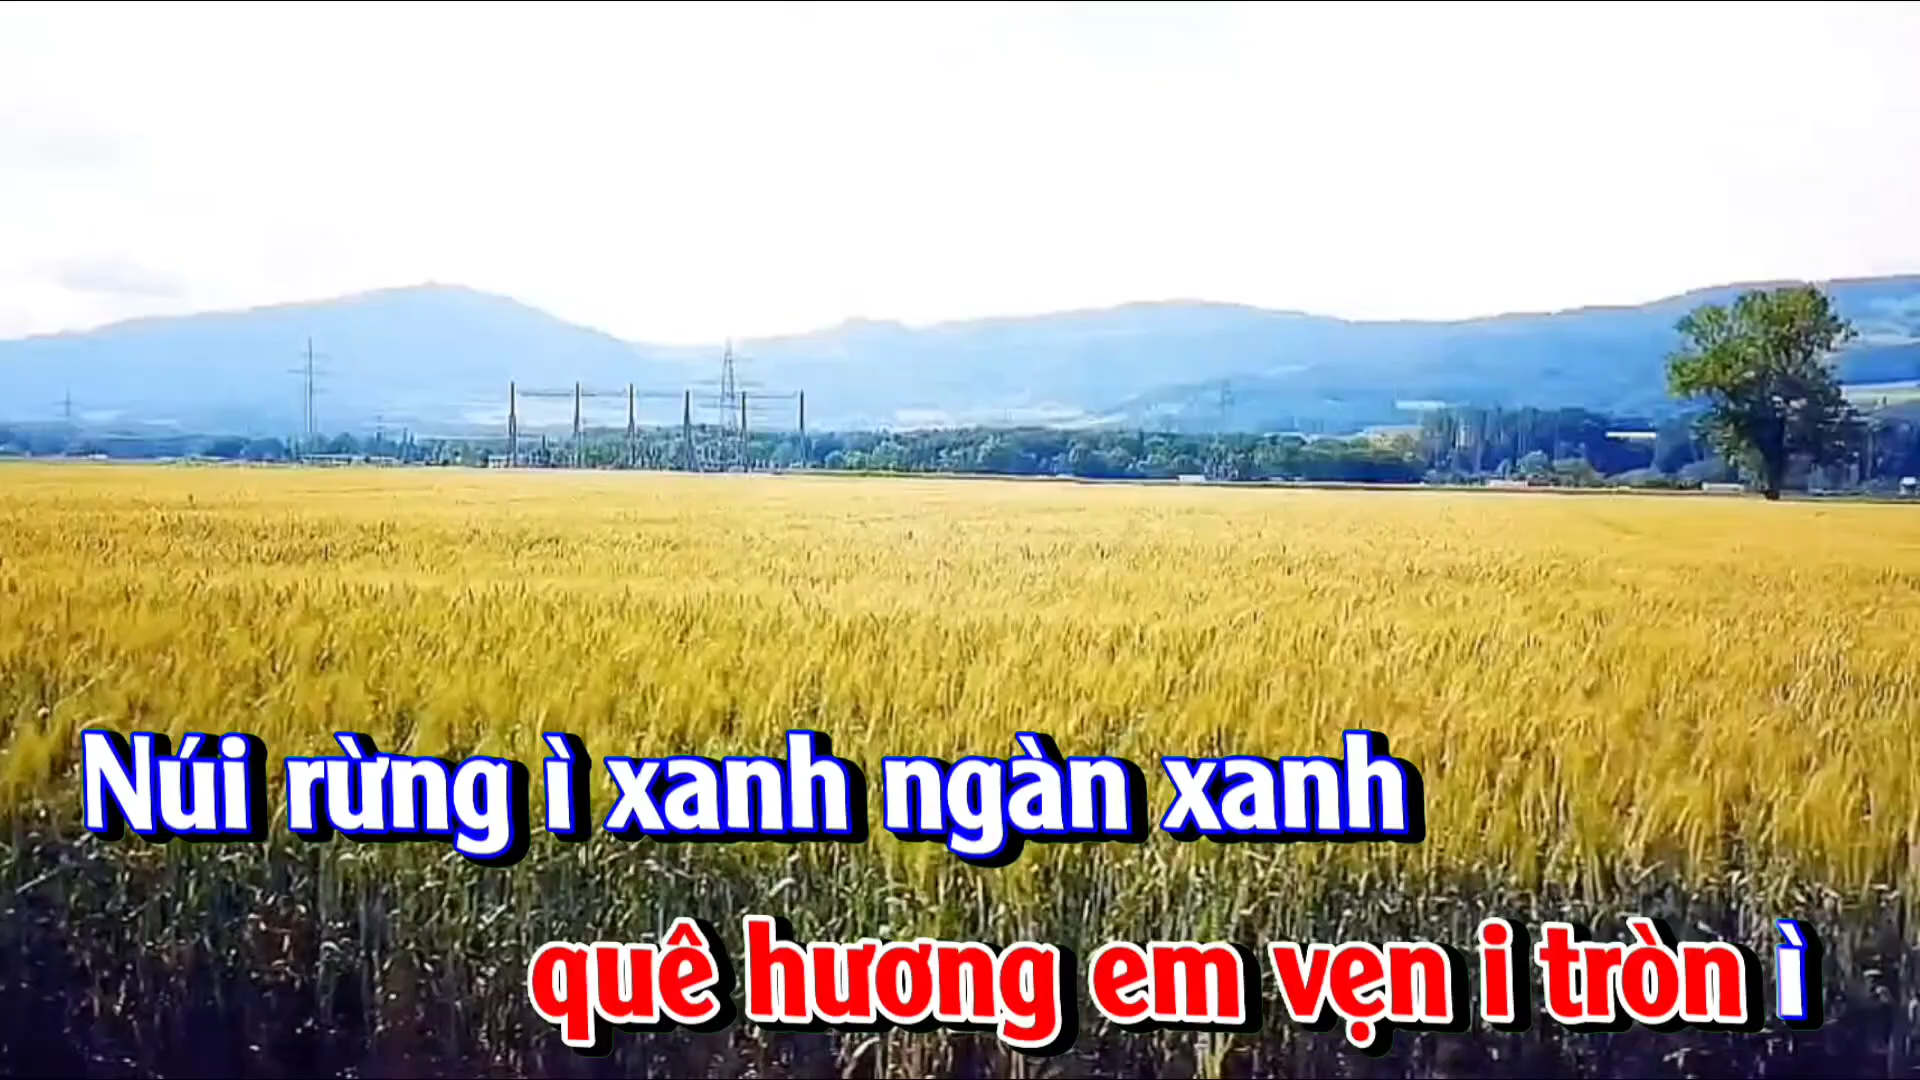 Núi rừng ì xanh ngàn xanh
quê hương em vẹn i tròn ì